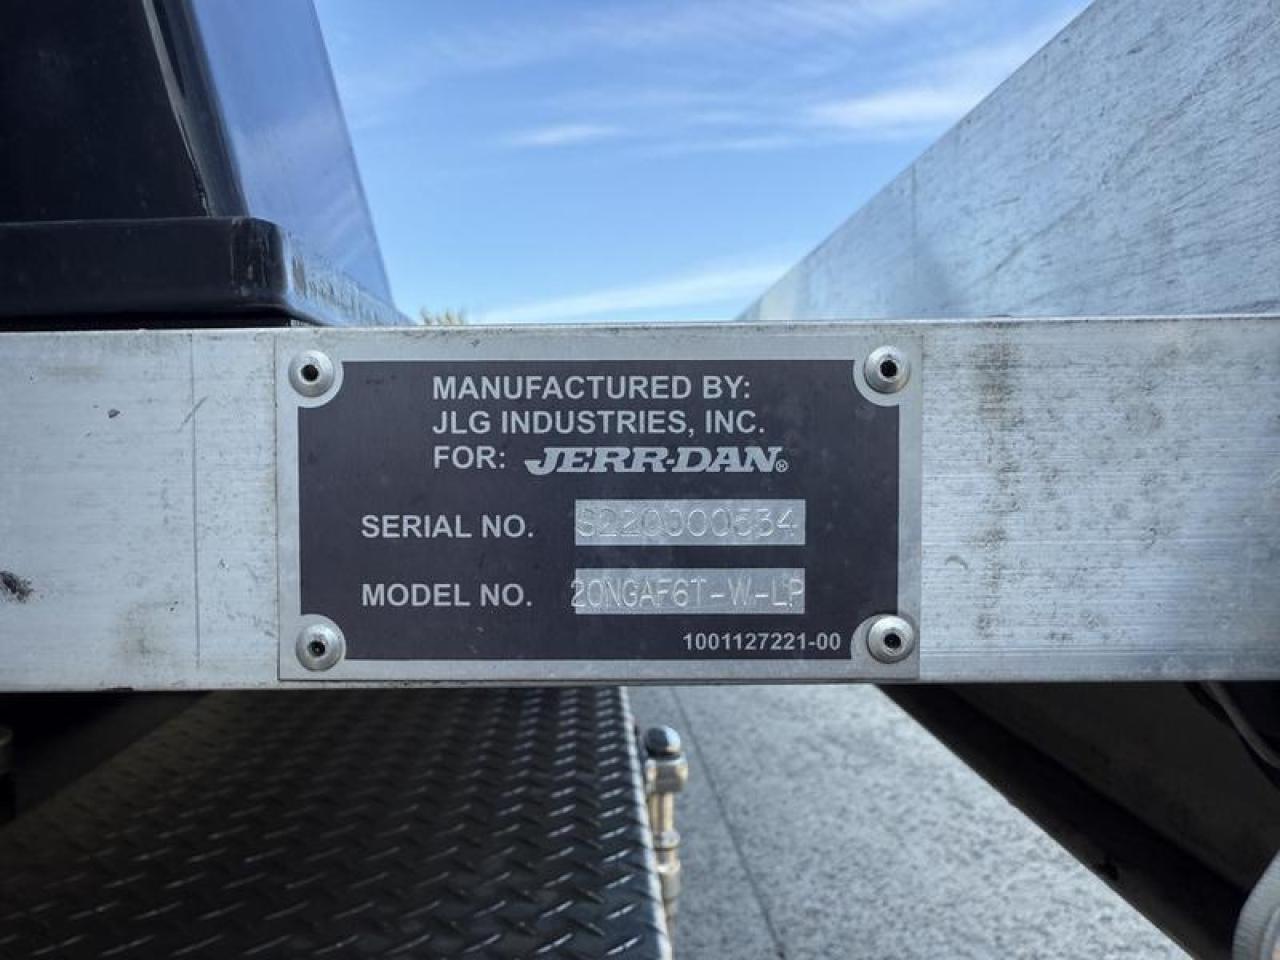 MANUFACTURED BY:
JLG INDUSTRIES, INC.
FOR: JERR-DAN®
SERIAL NO. S220000534
MODEL NO. 20NGAF6T-W-LP
1001127221-00